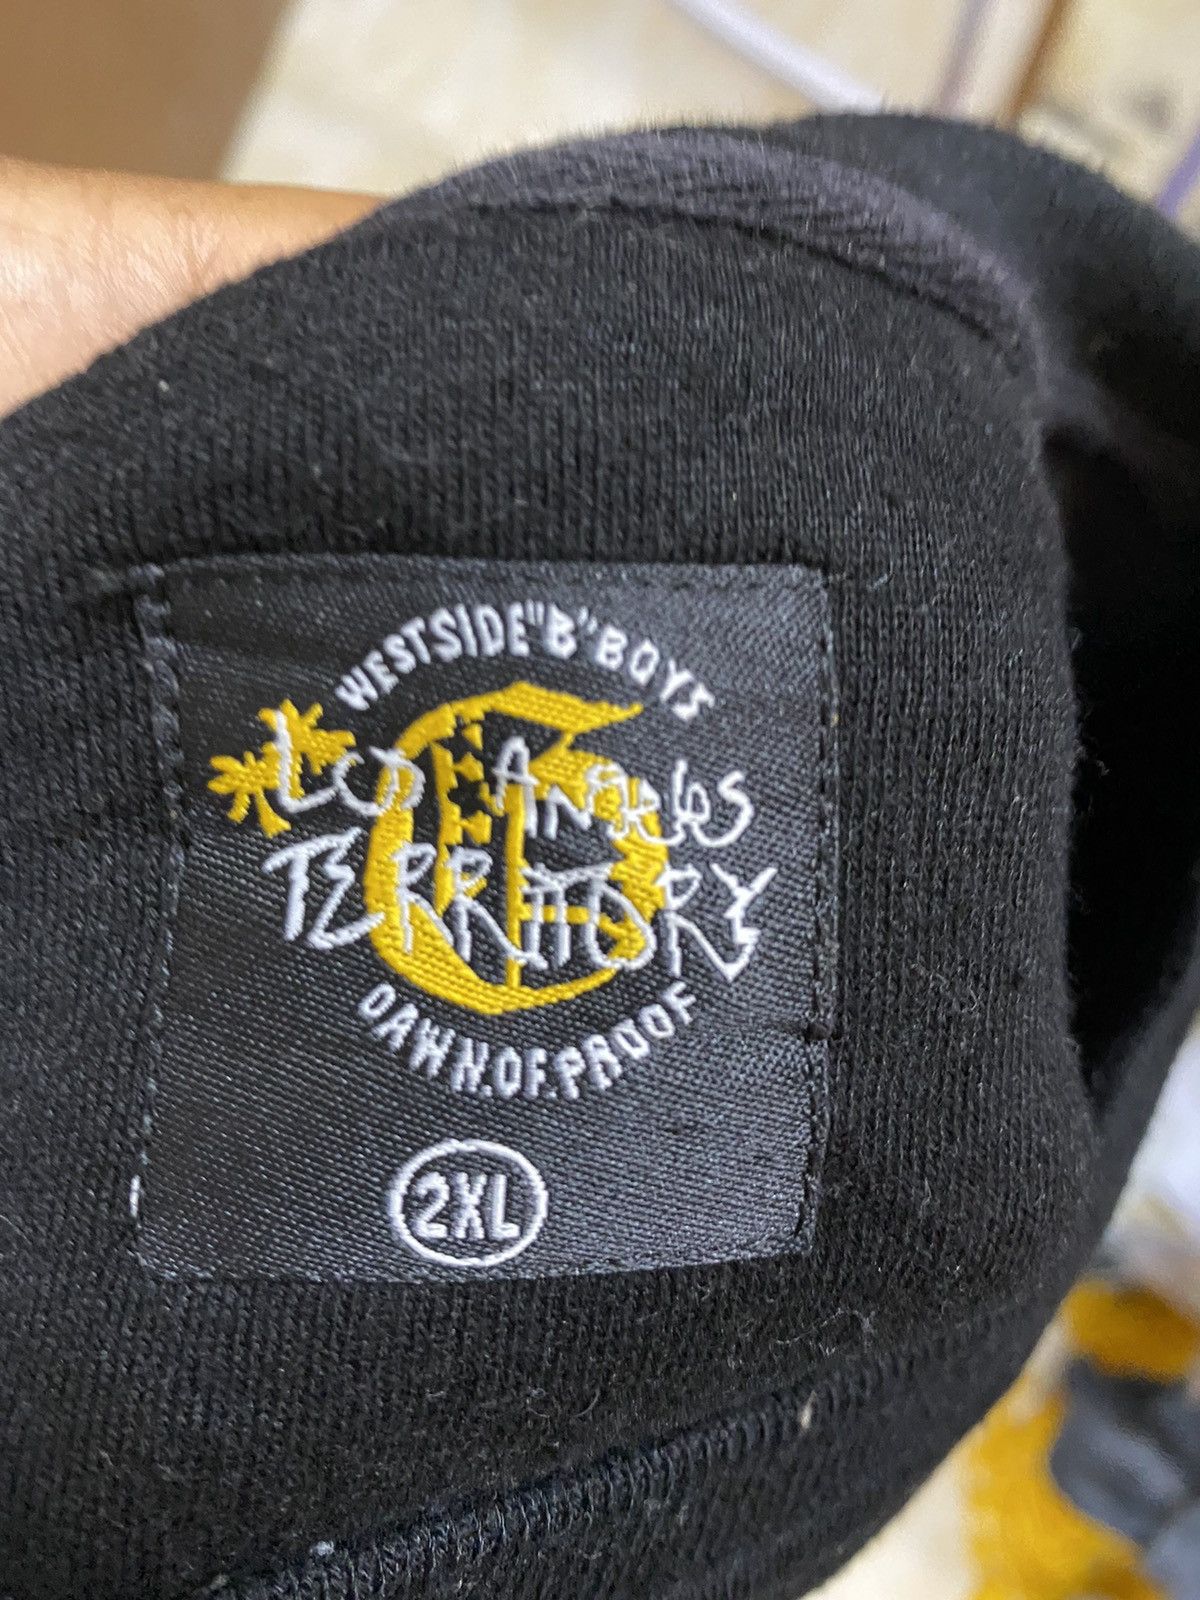 WESTSIDE "B" BOYS
LOS ANGELES
TERRITORY
DAWN.OF.PROOF
2XL